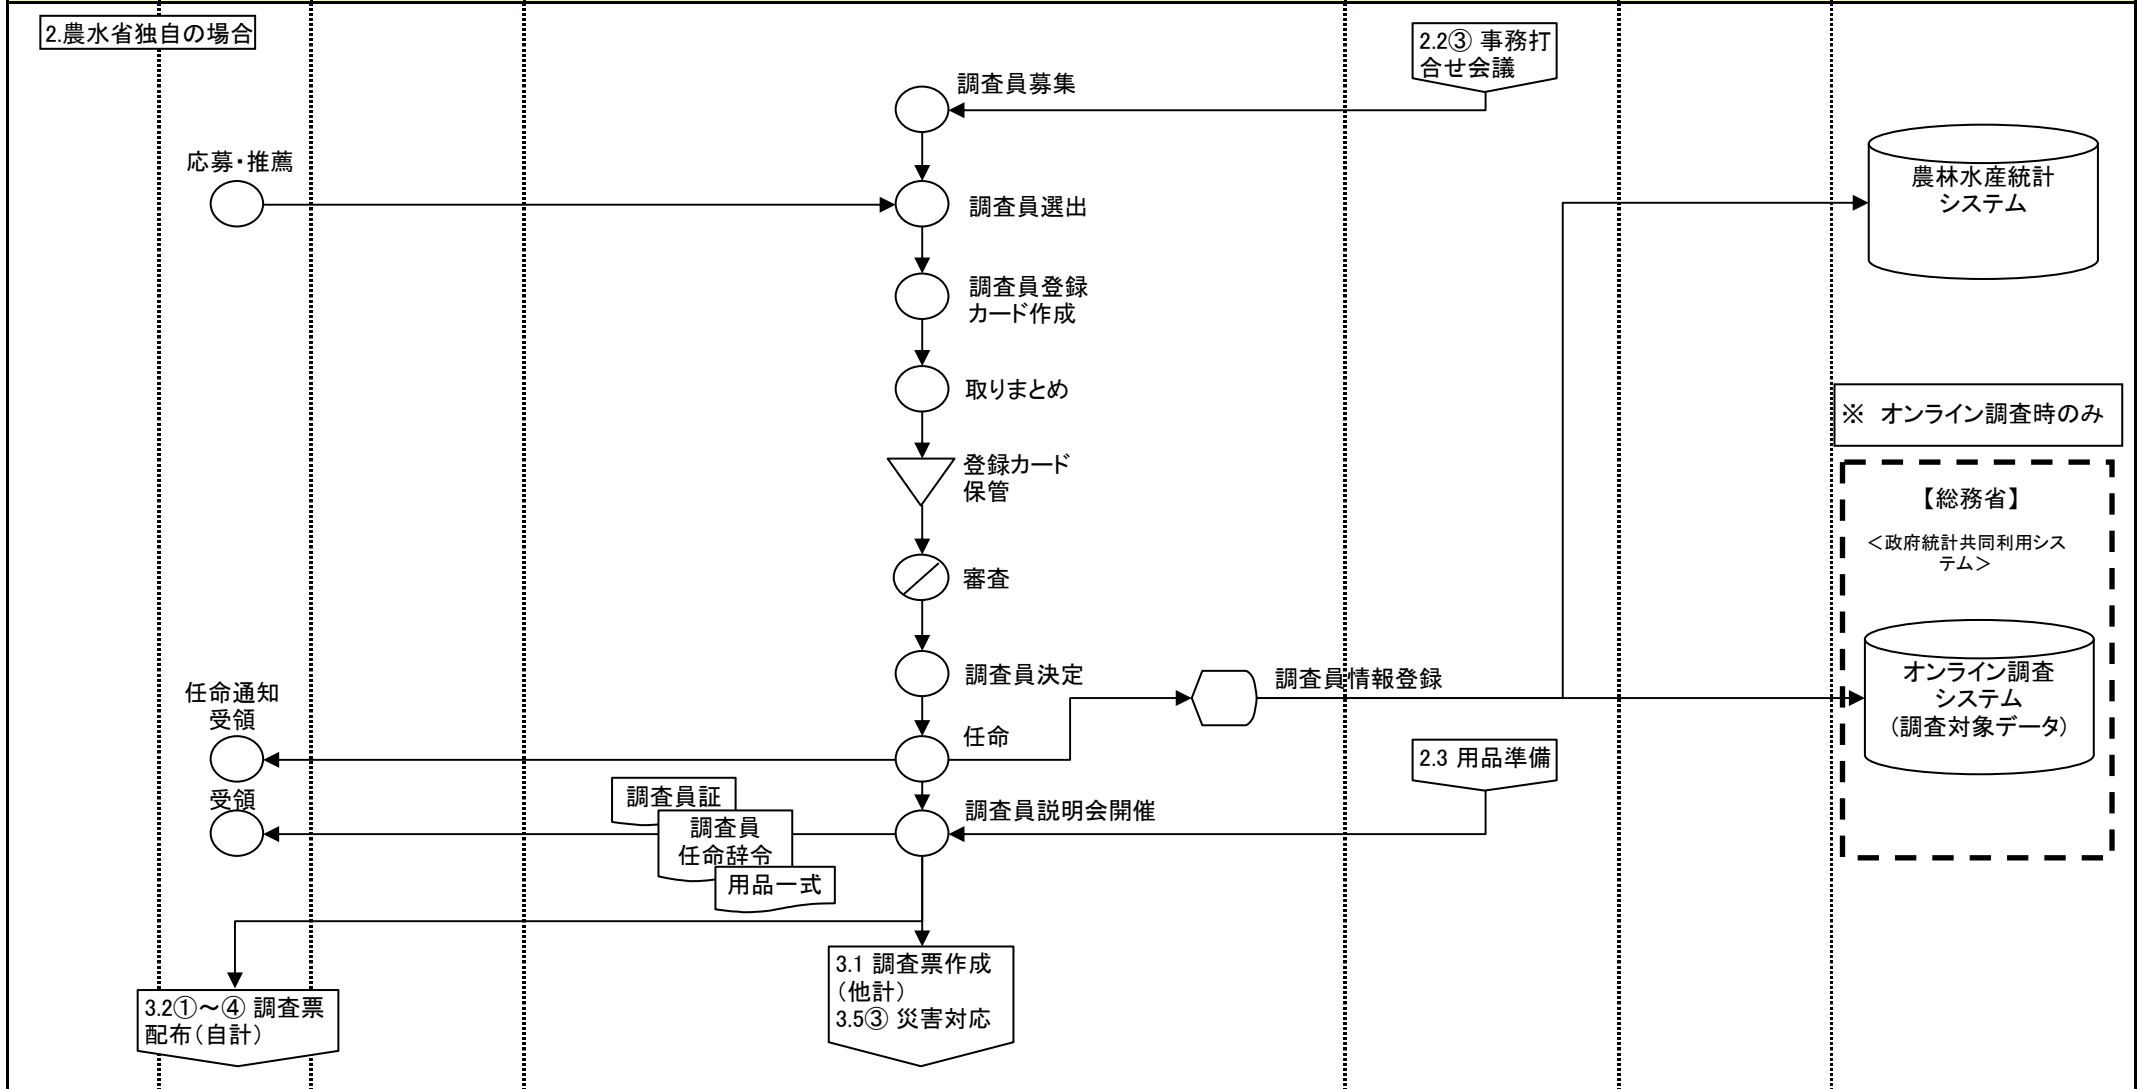 2.農水省独自の場合
2.2③ 事務打
合せ会議
調査員募集
応募・推薦
調査員選出
農林水産統計
システム
調査員登録
カード作成
取りまとめ
※ オンライン調査時のみ
登録カード
保管
【総務省】
＜政府統計共同利用シス
テム＞
審査
調査員決定
調査員情報登録
オンライン調査
システム
(調査対象データ)
任命通知
受領
任命
2.3 用品準備
受領
調査員証
調査員
任命辞令
用品一式
調査員説明会開催
3.1 調査票作成
（他計）
3.5③ 災害対応
3.2①～④ 調査票
配布（自計）